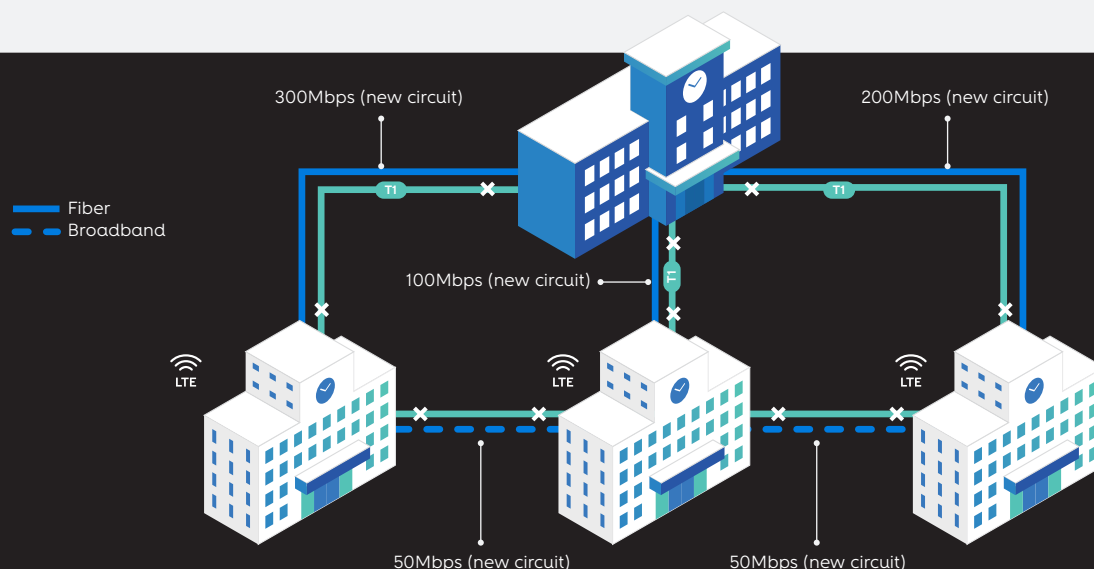 300Mbps (new circuit)
200Mbps (new circuit)
T1
T1
Fiber
Broadband
100Mbps (new circuit)
T1
LTE
LTE
LTE
50Mbps (new circuit)
50Mbps (new circuit)